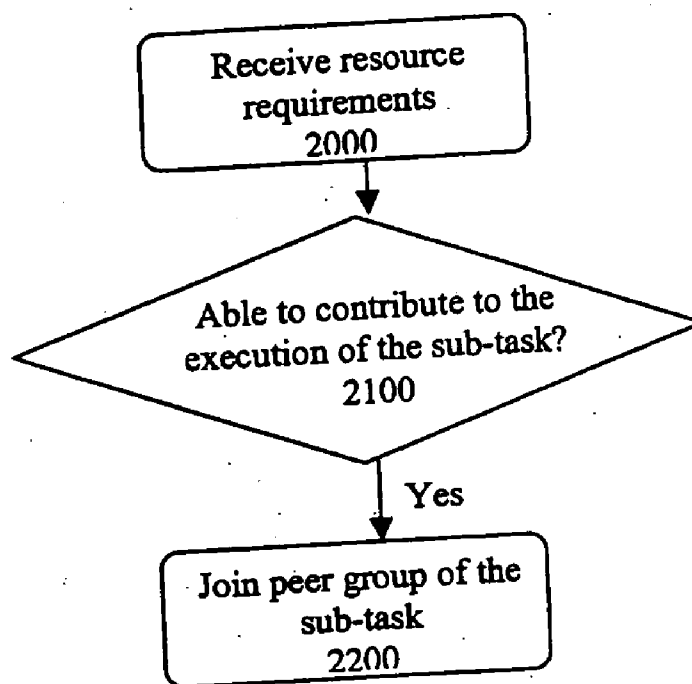 Receive resource
requirements
2000
Able to contribute to the
execution of the sub-task?
2100
Yes
Join peer group of the
sub-task
2200